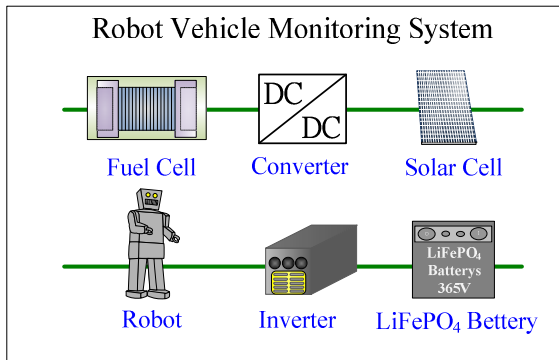 Robot Vehicle Monitoring System
DC
DC
Fuel Cell Converter Solar Cell
LiFePO₄
Batterys
365V
Robot Inverter LiFePO₄ Bettery